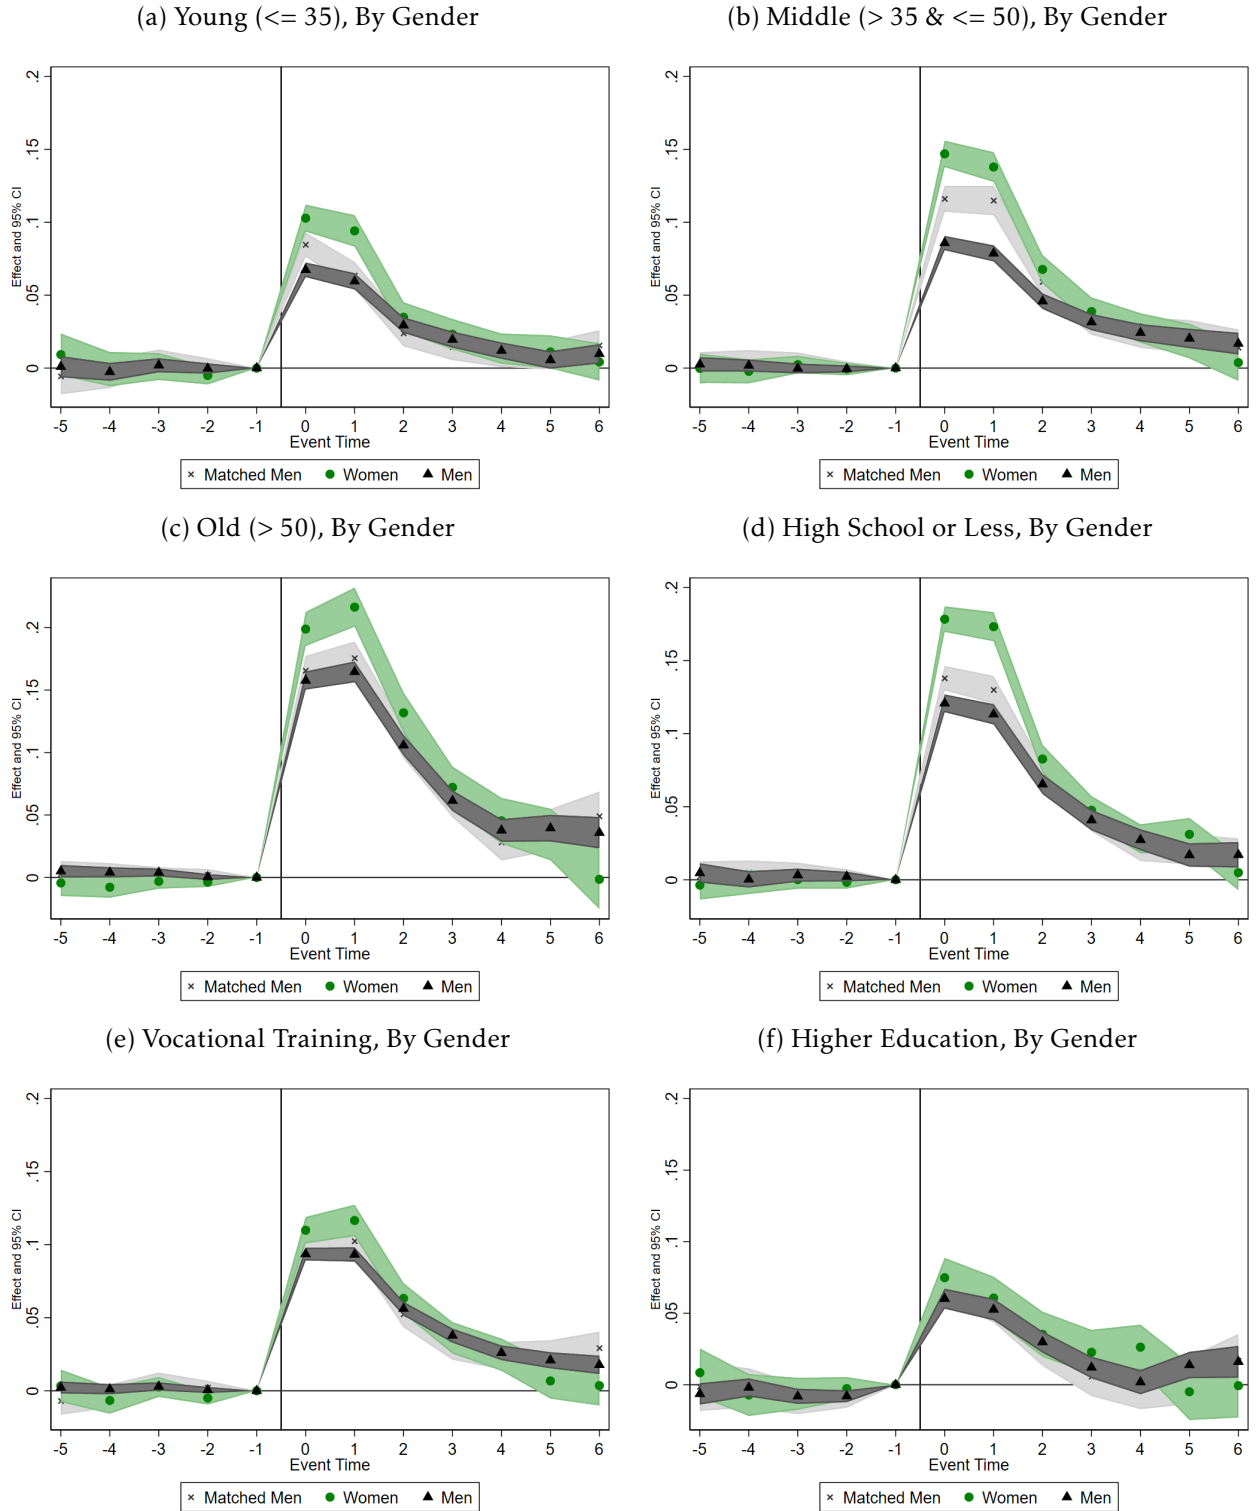 (a) Young (<= 35), By Gender
(b) Middle (> 35 & <= 50), By Gender
Effect and 95% CI
.2
.15
.1
.05
0
-5 -4 -3 -2 -1 0 1 2 3 4 5 6
Event Time
× Matched Men ● Women ▲ Men
Effect and 95% CI
.2
.15
.1
.05
0
-5 -4 -3 -2 -1 0 1 2 3 4 5 6
Event Time
× Matched Men ● Women ▲ Men
(c) Old (> 50), By Gender
(d) High School or Less, By Gender
Effect and 95% CI
.2
.15
.1
.05
0
-5 -4 -3 -2 -1 0 1 2 3 4 5 6
Event Time
× Matched Men ● Women ▲ Men
Effect and 95% CI
.2
.15
.1
.05
0
-5 -4 -3 -2 -1 0 1 2 3 4 5 6
Event Time
× Matched Men ● Women ▲ Men
(e) Vocational Training, By Gender
(f) Higher Education, By Gender
Effect and 95% CI
.2
.15
.1
.05
0
-5 -4 -3 -2 -1 0 1 2 3 4 5 6
Event Time
× Matched Men ● Women ▲ Men
Effect and 95% CI
.2
.15
.1
.05
0
-5 -4 -3 -2 -1 0 1 2 3 4 5 6
Event Time
× Matched Men ● Women ▲ Men